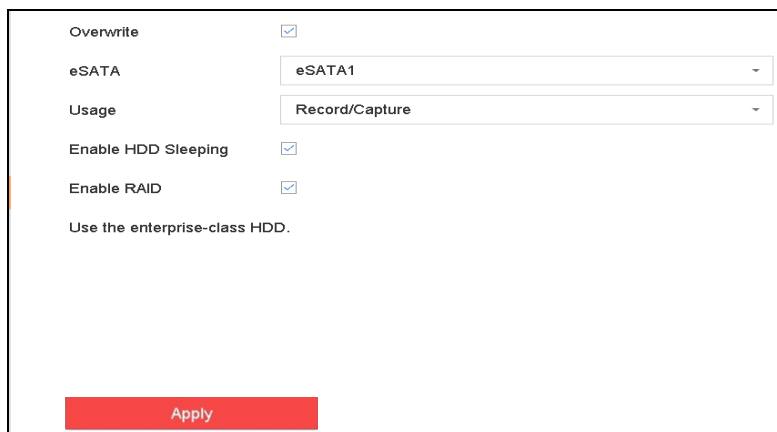 Overwrite
eSATA eSATA1
Usage Record/Capture
Enable HDD Sleeping
Enable RAID
Use the enterprise-class HDD.
Apply